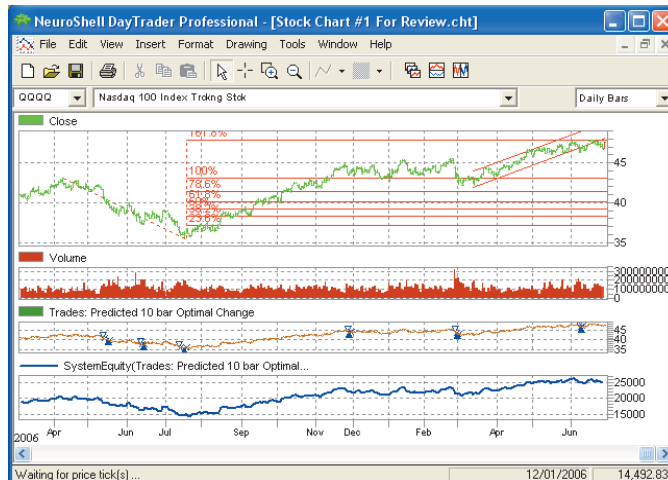 NeuroShell DayTrader Professional - [Stock Chart #1 For Review.cht]
File Edit View Insert Format Drawing Tools Window Help
QQQQ Nasdaq 100 Index Trckng Stck Daily Bars
Close
161.8%
100%
78.6%
61.8%
50%
38.2%
23.6%
45
40
35
Volume
300000000
200000000
100000000
0
Trades: Predicted 10 bar Optimal Change
45
40
35
SystemEquity(Trades: Predicted 10 bar Optimal...
25000
20000
15000
2006 Apr Jun Jul Sep Nov Dec Feb Apr Jun
Waiting for price tick(s) ... 12/01/2006 14,492.83